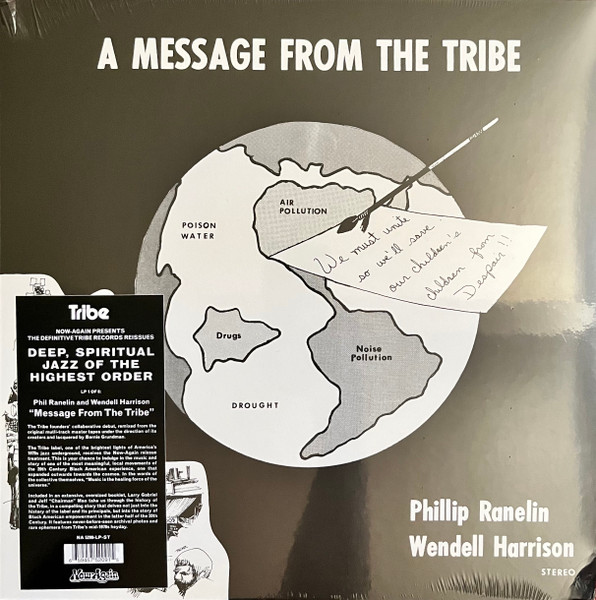 A MESSAGE FROM THE TRIBE
AIR
POLLUTION
POISON
WATER
We must unite
so we'll save
our children's
children from
Despair!!
Drugs
Noise
Pollution
DROUGHT
Phillip Ranelin
Wendell Harrison
STEREO
Tribe
NOW-AGAIN PRESENTS
THE DEFINITIVE TRIBE RECORDS REISSUES
DEEP, SPIRITUAL
JAZZ OF THE
HIGHEST ORDER
LP 1 OF 5:
Phil Ranelin and Wendell Harrison
"Message From The Tribe"
The Tribe founders' collaborative debut, remixed from the
original multi-track master tapes under the direction of its
creators and lacquered by Bernie Grundman.
The Tribe label, one of the brightest lights of America's
1970s jazz underground, receives the Now-Again reissue
treatment. This is your chance to indulge in the music and
story of one of the most meaningful, local movements of
the 20th Century Black American experience, one that
expanded outwards towards the cosmos. In the words of
the collective themselves, "Music is the healing force of the
universe."
Included in an extensive, oversized booklet, Larry Gabriel
and Jeff "Chairman" Mao take us through the history of
the Tribe, in a compelling story that delves not just into the
history of the label and its principals, but into the story of
Black American empowerment in the latter half of the 20th
Century. It features never-before-seen archival photos and
rare ephemera from Tribe's mid-1970s heyday.
Now-Again